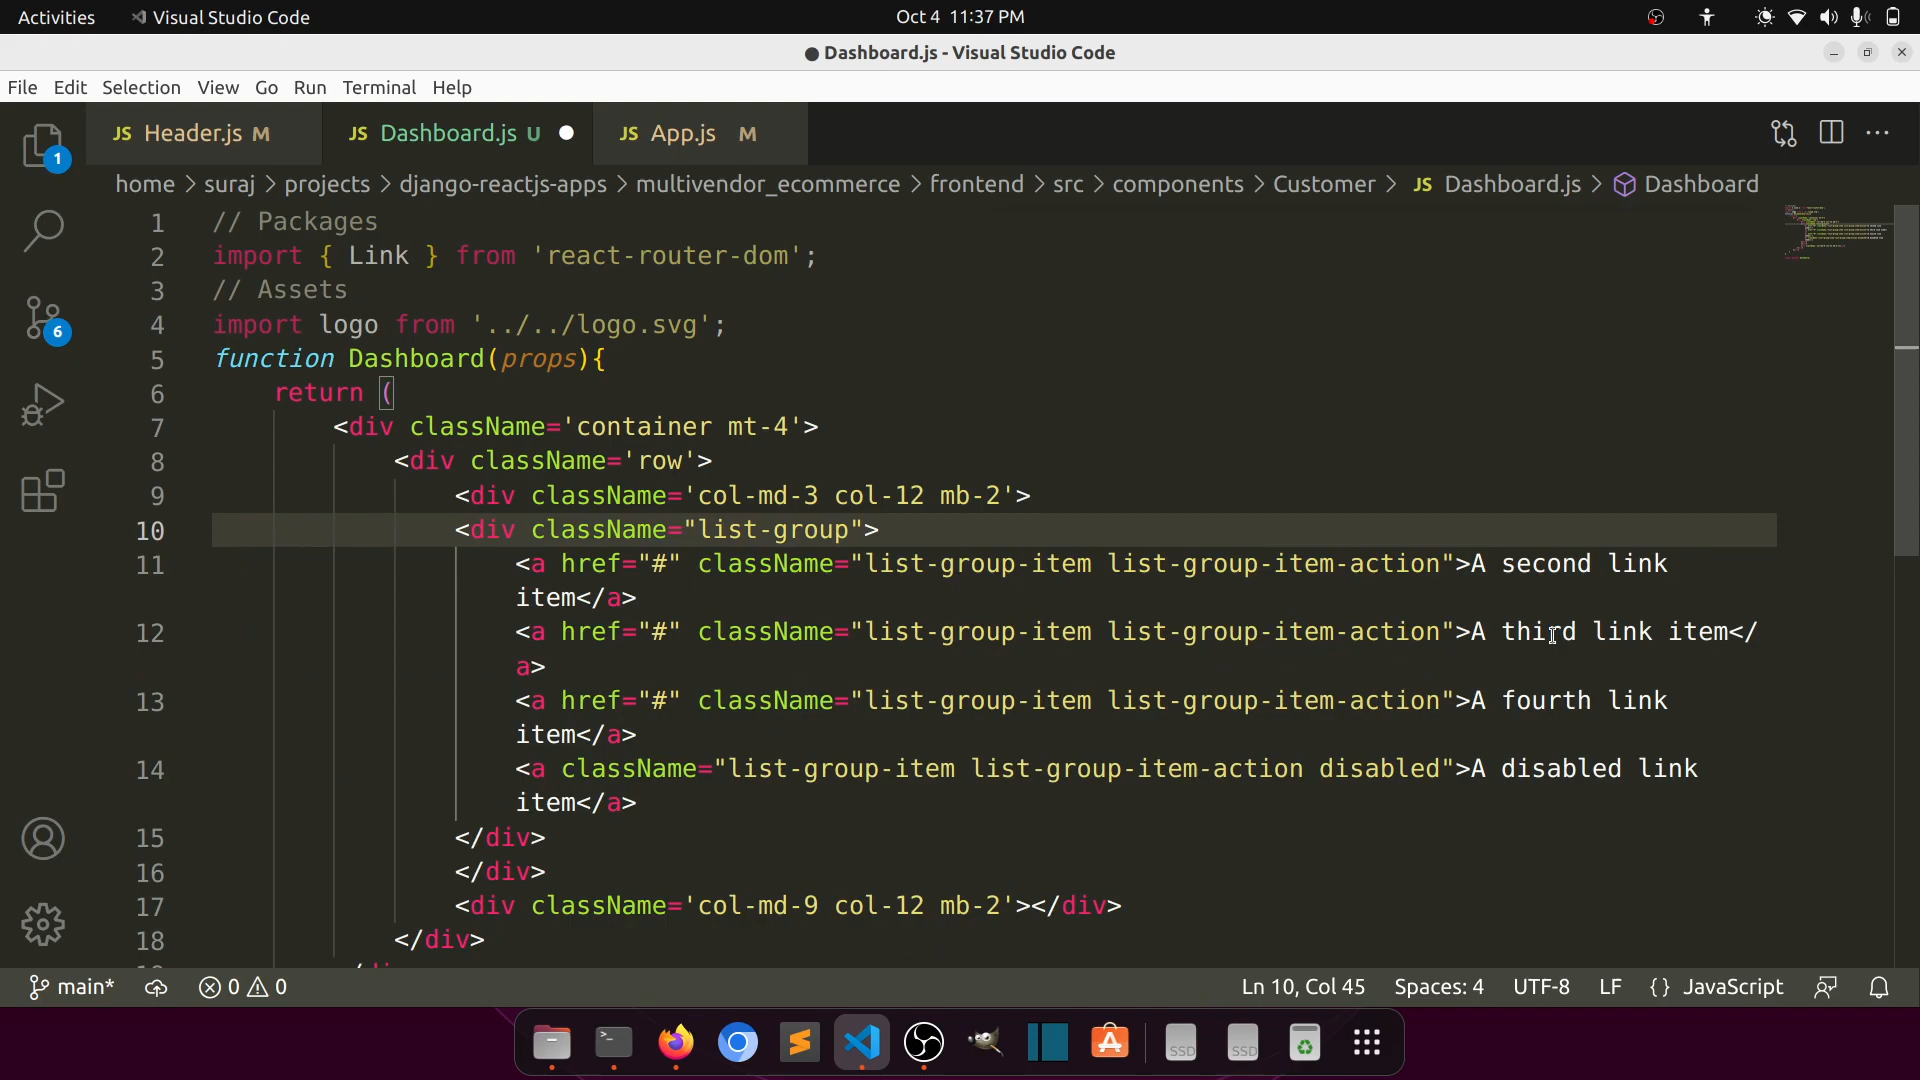 Activities Visual Studio Code Oct 4 11:37 PM
● Dashboard.js - Visual Studio Code
File Edit Selection View Go Run Terminal Help
JS Header.js M JS Dashboard.js U JS App.js M
1
home > suraj > projects > django-reactjs-apps > multivendor_ecommerce > frontend > src > components > Customer > JS Dashboard.js > Dashboard
1 // Packages
2 import { Link } from 'react-router-dom';
3 // Assets
4 import logo from '../../logo.svg';
5 function Dashboard(props){
6 return (
7 <div className='container mt-4'>
8 <div className='row'>
9 <div className='col-md-3 col-12 mb-2'>
10 <div className="list-group">
11 <a href="#" className="list-group-item list-group-item-action">A second link
item</a>
12 <a href="#" className="list-group-item list-group-item-action">A third link item</
a>
13 <a href="#" className="list-group-item list-group-item-action">A fourth link
item</a>
14 <a className="list-group-item list-group-item-action disabled">A disabled link
item</a>
15 </div>
16 </div>
17 <div className='col-md-9 col-12 mb-2'></div>
18 </div>
6
main* 0 0 Ln 10, Col 45 Spaces: 4 UTF-8 LF {} JavaScript
SSD SSD